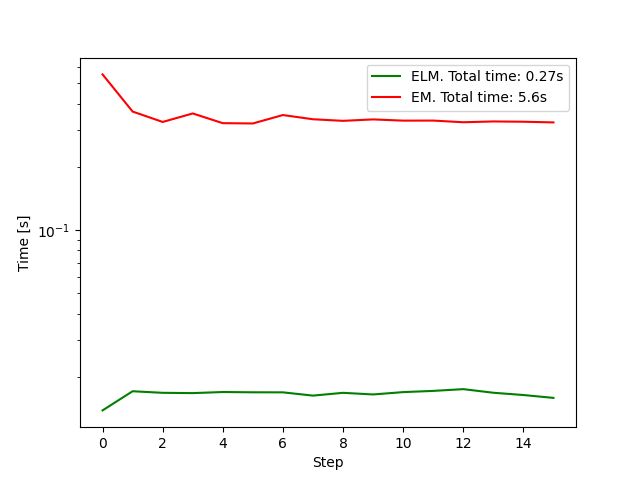 ELM. Total time: 0.27s
EM. Total time: 5.6s
Time [s]
10⁻¹
0 2 4 6 8 10 12 14
Step